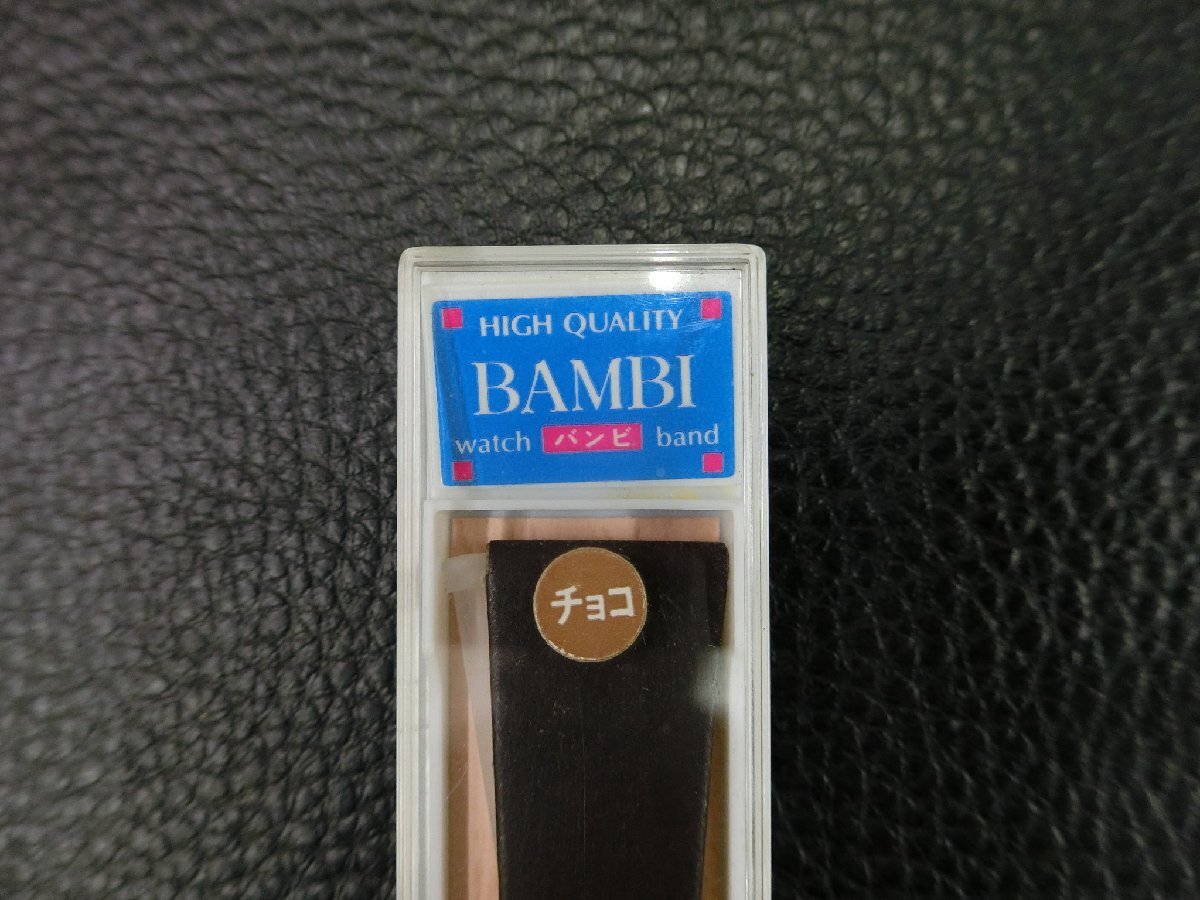 HIGH QUALITY
BAMBI
watch バンビ band
チョコ